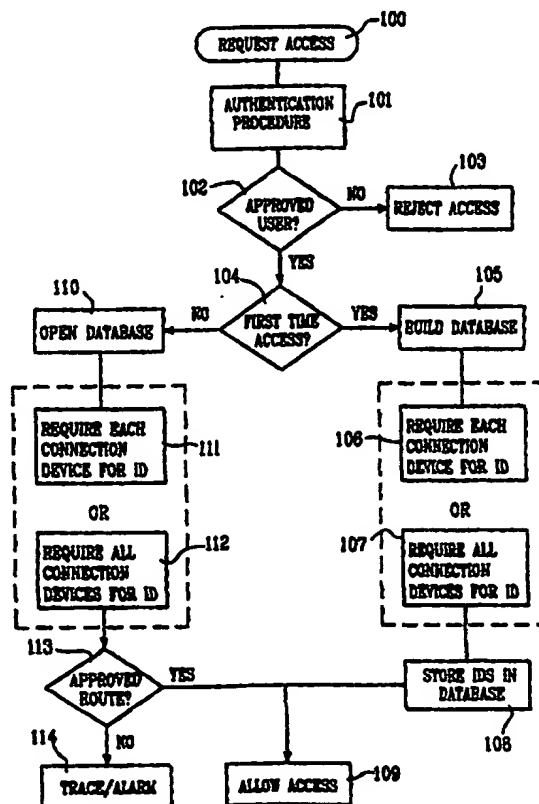 100
REQUEST ACCESS
AUTHENTICATION
PROCEDURE
101
102
APPROVED
USER?
NO
103
REJECT ACCESS
YES
104
FIRST TIME
ACCESS?
NO
YES
110
OPEN DATABASE
105
BUILD DATABASE
REQUIRE EACH
CONNECTION
DEVICE FOR ID
111
OR
REQUIRE ALL
CONNECTION
DEVICES FOR ID
112
106
REQUIRE EACH
CONNECTION
DEVICE FOR ID
OR
107
REQUIRE ALL
CONNECTION
DEVICES FOR ID
113
APPROVED
ROUTE?
YES
NO
STORE IDS IN
DATABASE
108
114
TRACE/ALARM
ALLOW ACCESS
109